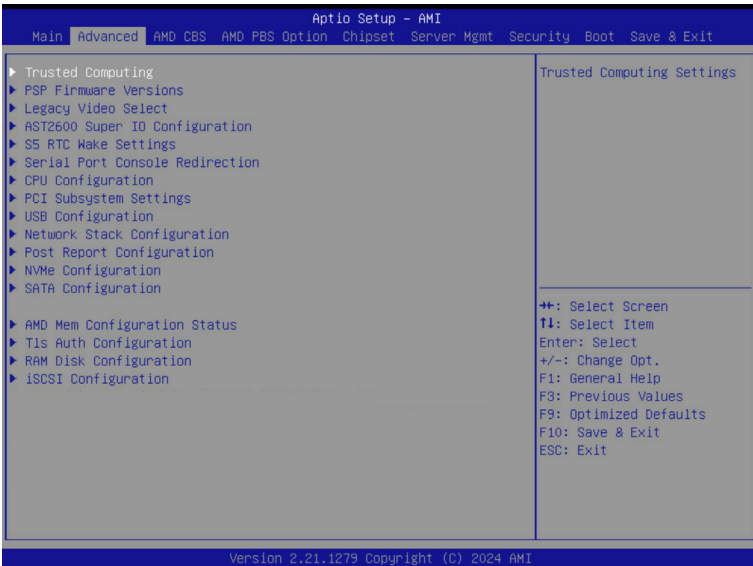 Aptio Setup - AMI
Main Advanced AMD CBS AMD PBS Option Chipset Server Mgmt Security Boot Save & Exit
Trusted Computing
PSP Firmware Versions
Legacy Video Select
AST2600 Super IO Configuration
S5 RTC Wake Settings
Serial Port Console Redirection
CPU Configuration
PCI Subsystem Settings
USB Configuration
Network Stack Configuration
Post Report Configuration
NVMe Configuration
SATA Configuration
AMD Mem Configuration Status
Tls Auth Configuration
RAM Disk Configuration
iSCSI Configuration
Trusted Computing Settings
→←: Select Screen
↑↓: Select Item
Enter: Select
+/-: Change Opt.
F1: General Help
F3: Previous Values
F9: Optimized Defaults
F10: Save & Exit
ESC: Exit
Version 2.21.1279 Copyright (C) 2024 AMI